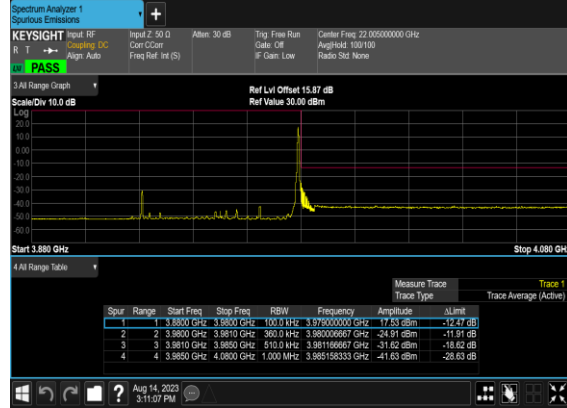 Spectrum Analyzer 1
Spurious Emissions
+
KEYSIGHT Input: RF Input Z: 50 Ω Atten: 30 dB Trig: Free Run Center Freq: 22.005000000 GHz
R T Coupling: DC Corr CCorr Gate: Off Avg|Hold: 100/100
Align: Auto Freq Ref: Int (S) IF Gain: Low Radio Std: None
PASS
3 All Range Graph
Ref Lvl Offset 15.87 dB
Scale/Div 10.0 dB Ref Value 30.00 dBm
Log
20.0
10.0
0.00
-10.0
-20.0
-30.0
-40.0
-50.0
-60.0
Start 3.880 GHz Stop 4.080 GHz
4 All Range Table
Measure Trace Trace 1
Trace Type Trace Average (Active)
Spur Range Start Freq Stop Freq RBW Frequency Amplitude ΔLimit
1 1 3.8800 GHz 3.9800 GHz 100.0 kHz 3.979000000 GHz 17.53 dBm -12.47 dB
2 2 3.9800 GHz 3.9810 GHz 360.0 kHz 3.980006667 GHz -24.91 dBm -11.91 dB
3 3 3.9810 GHz 3.9850 GHz 510.0 kHz 3.981166667 GHz -31.62 dBm -18.62 dB
4 4 3.9850 GHz 4.0800 GHz 1.000 MHz 3.985158333 GHz -41.63 dBm -28.63 dB
? Aug 14, 2023
3:11:07 PM